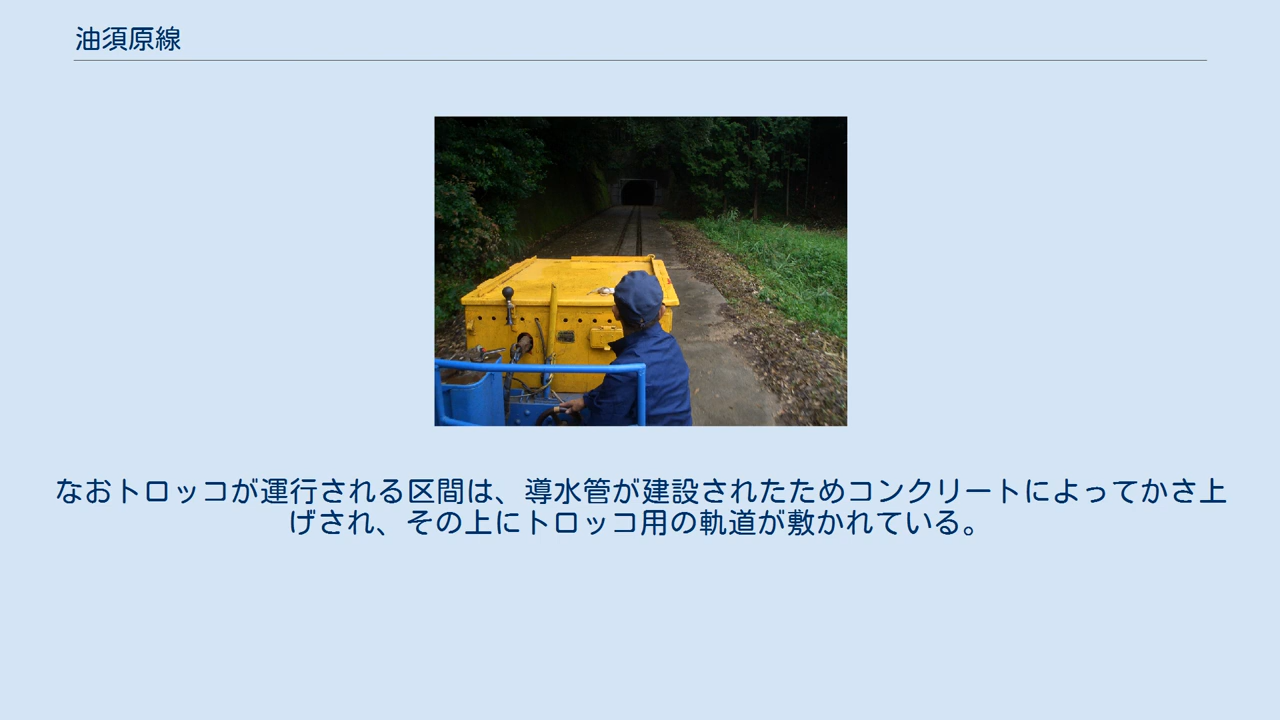 油須原線
なおトロッコが運行される区間は、導水管が建設されたためコンクリートによってかさ上
げされ、その上にトロッコ用の軌道が敷かれている。